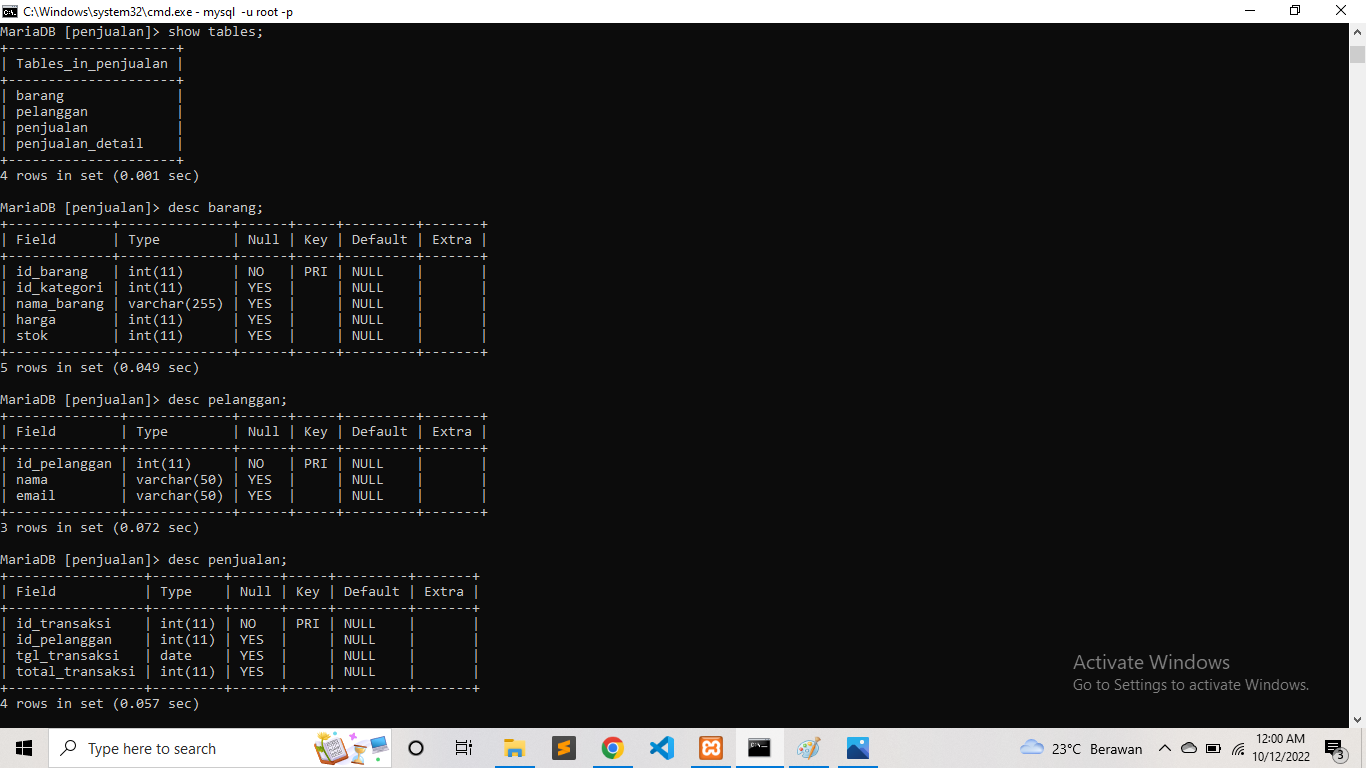 C:\Windows\system32\cmd.exe - mysql  -u root -p
MariaDB [penjualan]> show tables;
+---------------------+
| Tables_in_penjualan |
+---------------------+
| barang              |
| pelanggan           |
| penjualan           |
| penjualan_detail    |
+---------------------+
4 rows in set (0.001 sec)
MariaDB [penjualan]> desc barang;
+-------------+--------------+------+-----+---------+-------+
| Field       | Type         | Null | Key | Default | Extra |
+-------------+--------------+------+-----+---------+-------+
| id_barang   | int(11)      | NO   | PRI | NULL    |       |
| id_kategori | int(11)      | YES  |     | NULL    |       |
| nama_barang | varchar(255) | YES  |     | NULL    |       |
| harga       | int(11)      | YES  |     | NULL    |       |
| stok        | int(11)      | YES  |     | NULL    |       |
+-------------+--------------+------+-----+---------+-------+
5 rows in set (0.049 sec)
MariaDB [penjualan]> desc pelanggan;
+--------------+-------------+------+-----+---------+-------+
| Field        | Type        | Null | Key | Default | Extra |
+--------------+-------------+------+-----+---------+-------+
| id_pelanggan | int(11)     | NO   | PRI | NULL    |       |
| nama         | varchar(50) | YES  |     | NULL    |       |
| email        | varchar(50) | YES  |     | NULL    |       |
+--------------+-------------+------+-----+---------+-------+
3 rows in set (0.072 sec)
MariaDB [penjualan]> desc penjualan;
+-----------------+---------+------+-----+---------+-------+
| Field           | Type    | Null | Key | Default | Extra |
+-----------------+---------+------+-----+---------+-------+
| id_transaksi    | int(11) | NO   | PRI | NULL    |       |
| id_pelanggan    | int(11) | YES  |     | NULL    |       |
| tgl_transaksi   | date    | YES  |     | NULL    |       |
| total_transaksi | int(11) | YES  |     | NULL    |       |
+-----------------+---------+------+-----+---------+-------+
4 rows in set (0.057 sec)
Activate Windows
Go to Settings to activate Windows.
Type here to search
23°C Berawan
12:00 AM
10/12/2022
3